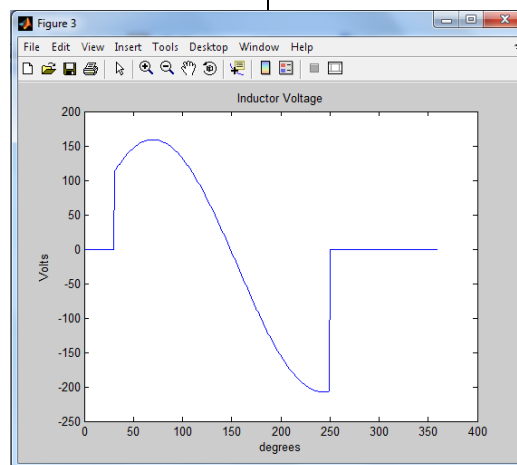 Figure 3
File Edit View Insert Tools Desktop Window Help
Inductor Voltage
200
150
100
50
0
-50
-100
-150
-200
-250
Volts
0 50 100 150 200 250 300 350 400
degrees